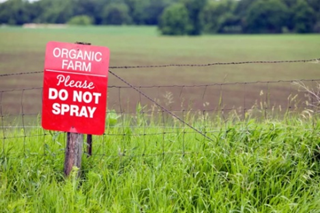 ORGANIC
FARM
Please
DO NOT
SPRAY